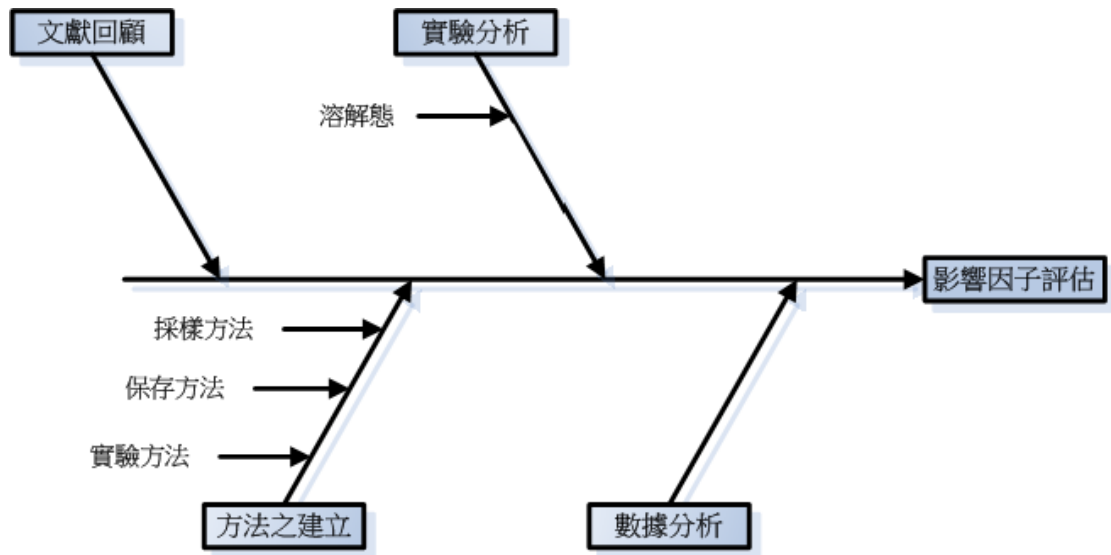 文獻回顧
實驗分析
溶解態
影響因子評估
採樣方法
保存方法
實驗方法
方法之建立
數據分析